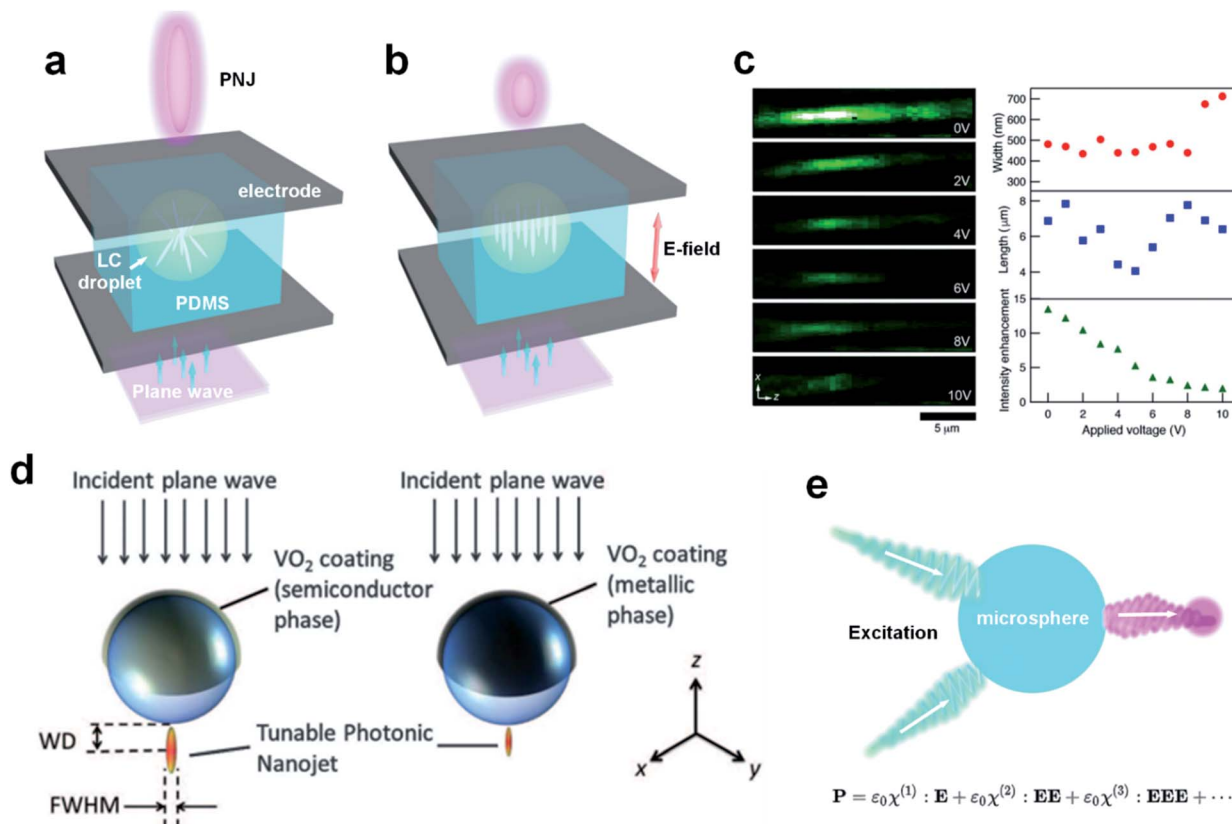 a
PNJ
electrode
LC
droplet
PDMS
Plane wave
b
E-field
c
0V
2V
4V
6V
8V
10V
x
z
5 μm
Width (nm)
700
600
500
400
300
Length (μm)
8
6
4
Intensity enhancement
15
10
5
0
0 2 4 6 8 10
Applied voltage (V)
d
Incident plane wave
VO₂ coating
(semiconductor
phase)
Incident plane wave
VO₂ coating
(metallic
phase)
WD
FWHM
Tunable Photonic
Nanojet
z
x
y
e
Excitation
microsphere
P = ε₀χ⁽¹⁾ : E + ε₀χ⁽²⁾ : EE + ε₀χ⁽³⁾ : EEE + ···